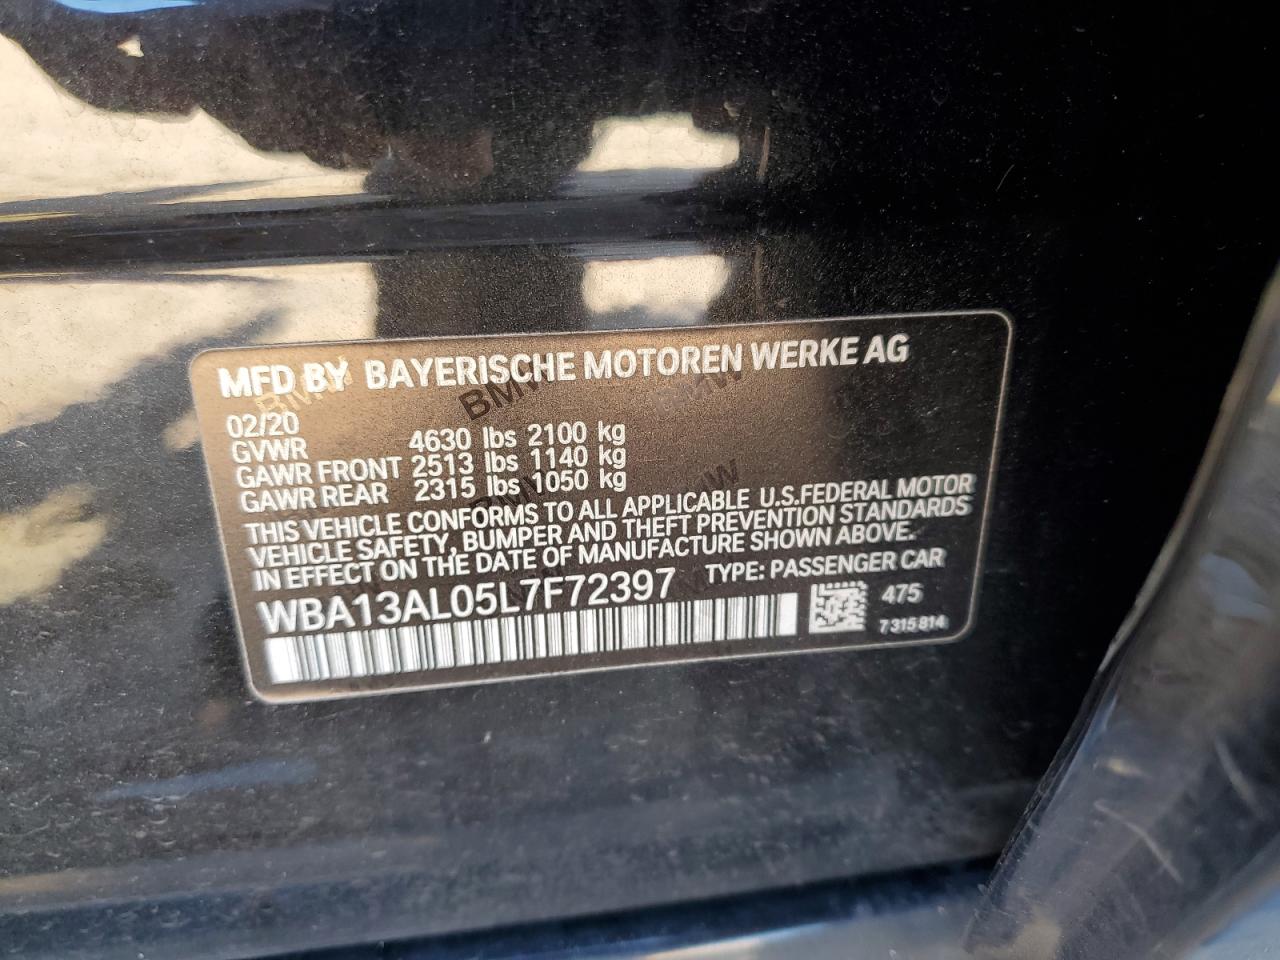 MFD BY BAYERISCHE MOTOREN WERKE AG
02/20
GVWR 4630 lbs 2100 kg
GAWR FRONT 2513 lbs 1140 kg
GAWR REAR 2315 lbs 1050 kg
THIS VEHICLE CONFORMS TO ALL APPLICABLE U.S.FEDERAL MOTOR
VEHICLE SAFETY, BUMPER AND THEFT PREVENTION STANDARDS
IN EFFECT ON THE DATE OF MANUFACTURE SHOWN ABOVE.
WBA13AL05L7F72397 TYPE: PASSENGER CAR
475
7 315 814
BMW
BMW